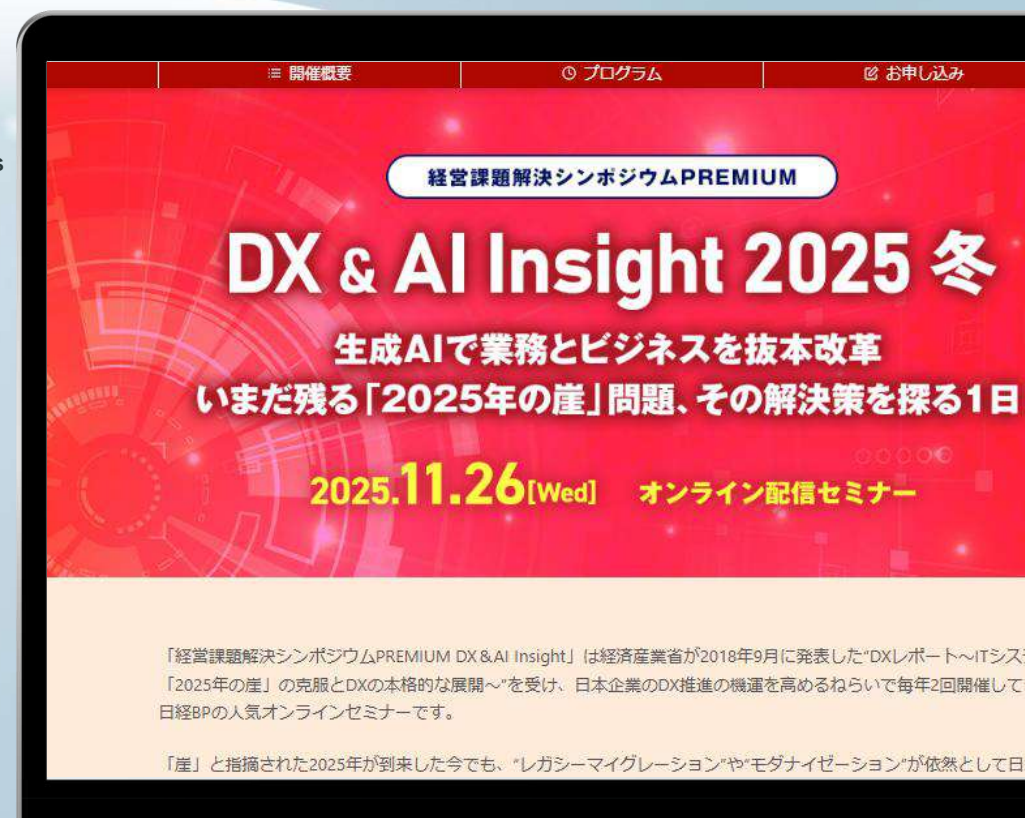 開催概要
プログラム
お申し込み
経営課題解決シンポジウムPREMIUM
DX & AI Insight 2025 冬
生成AIで業務とビジネスを抜本改革
いまだ残る「2025年の崖」問題、その解決策を探る1日
2025.11.26[Wed] オンライン配信セミナー
「経営課題解決シンポジウムPREMIUM DX&AI Insight」は経済産業省が2018年9月に発表した“DXレポート～ITシス
「2025年の崖」の克服とDXの本格的な展開～”を受け、日本企業のDX推進の機運を高めるねらいで毎年2回開催して
日経BPの人気オンラインセミナーです。
「崖」と指摘された2025年が到来した今でも、“レガシーマイグレーション”や“モダナイゼーション”が依然として日